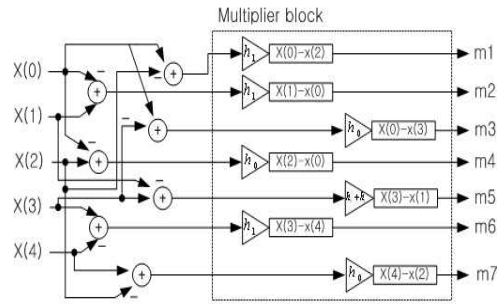 Multiplier block
X(0)
X(1)
X(2)
X(3)
X(4)
h₁ X(0)-x(2) m1
h₁ X(1)-x(0) m2
h₀ X(0)-x(3) m3
h₀ X(2)-x(0) m4
X(3)-x(1) m5
h₁ X(3)-x(4) m6
h₀ X(4)-x(2) m7